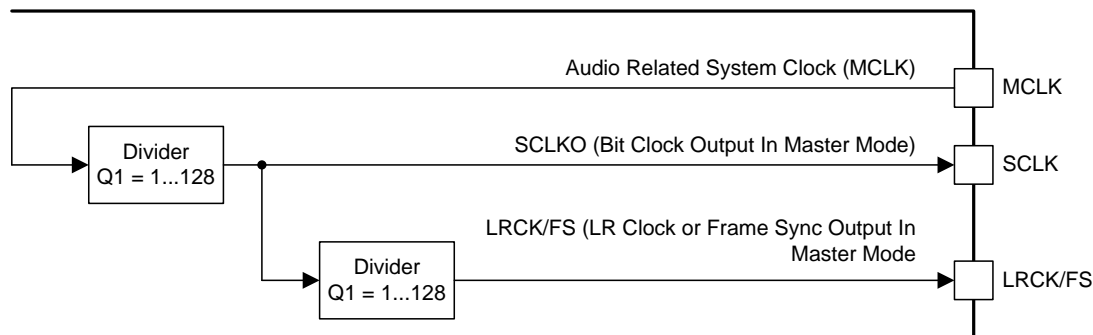 Audio Related System Clock (MCLK)
MCLK
Divider
Q1 = 1...128
SCLKO (Bit Clock Output In Master Mode)
SCLK
LRCK/FS (LR Clock or Frame Sync Output In
Master Mode
Divider
Q1 = 1...128
LRCK/FS